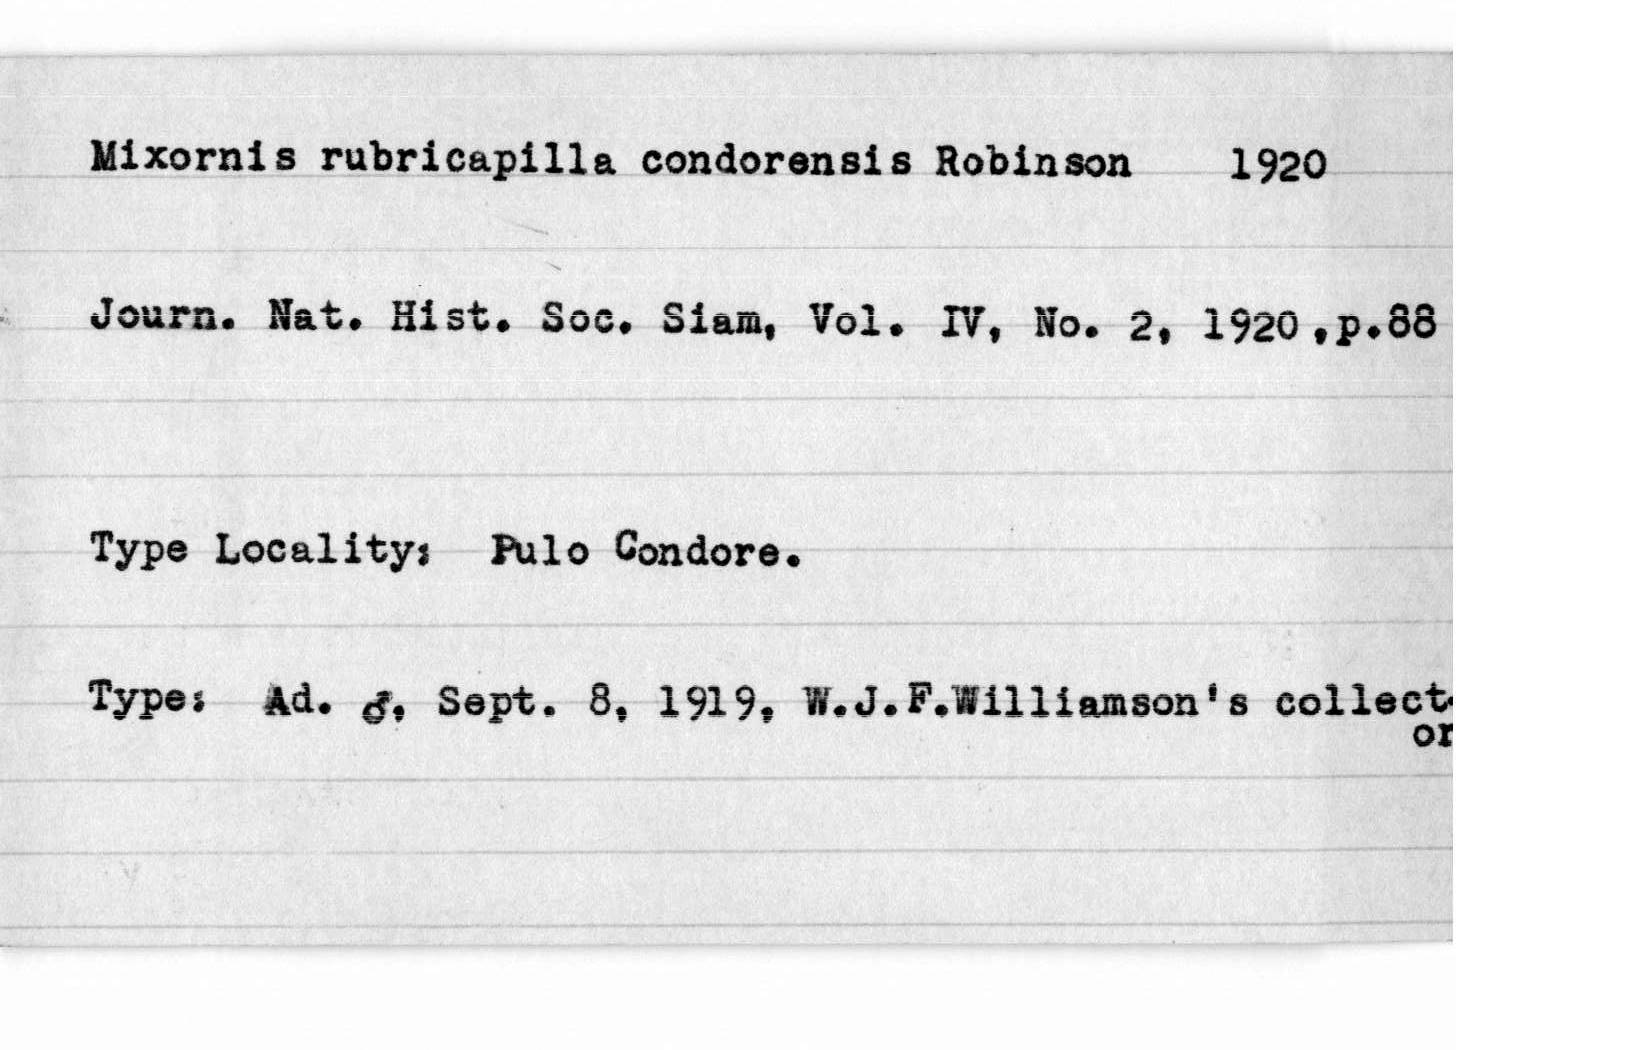 Mixornis rubricapilla condorensis Robinson 1920
Journ. Nat. Hist. Soc. Siam, Vol. IV, No. 2, 1920,p.88
Type Locality: Pulo Condore.
Type: Ad. ♂, Sept. 8, 1919, W.J.F.Williamson's collect-
or